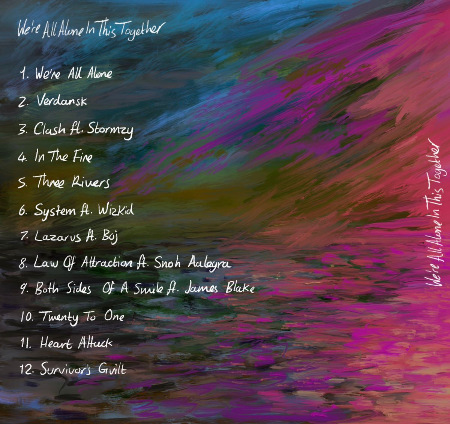 We're All Alone In This Together
1. We're All Alone
2. Verdansk
3. Clash ft. Stormzy
4. In The Fire
5. Three Rivers
6. System ft. Wizkid
7. Lazarus ft. Boj
8. Law Of Attraction ft. Snoh Aalegra
9. Both Sides Of A Smile ft. James Blake
10. Twenty To One
11. Heart Attack
12. Survivor's Guilt
We're All Alone In This Together